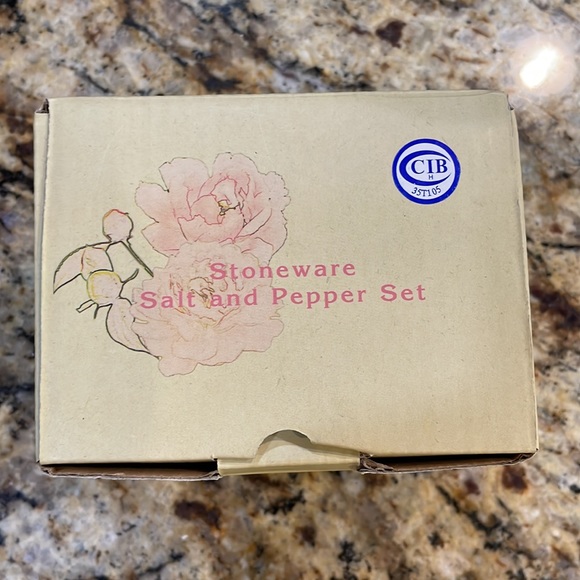 CIB
H
35T105
Stoneware
Salt and Pepper Set